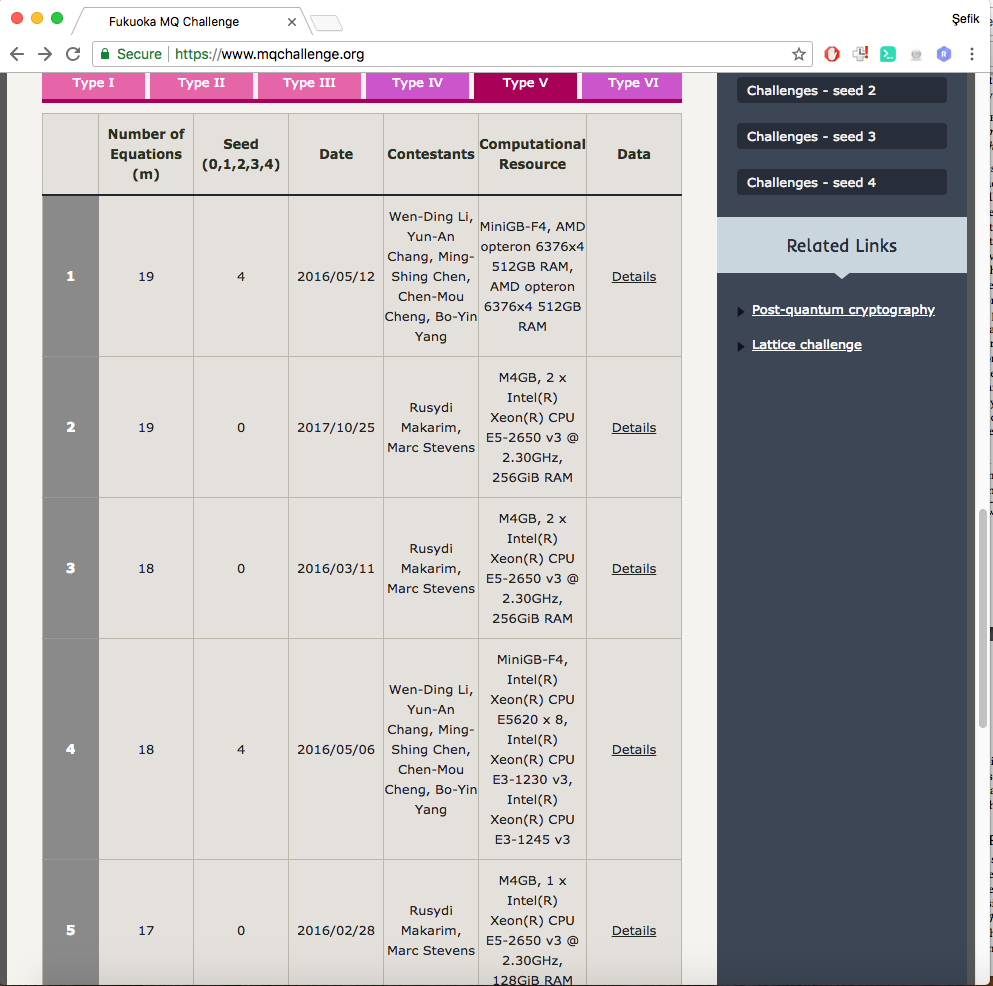 Fukuoka MQ Challenge
Şefik
Secure
https://www.mqchallenge.org
Type I
Type II
Type III
Type IV
Type V
Type VI
Number of
Equations
(m)
Seed
(0,1,2,3,4)
Date
Contestants
Computational
Resource
Data
1
19
4
2016/05/12
Wen-Ding Li,
Yun-An
Chang, Ming-
Shing Chen,
Chen-Mou
Cheng, Bo-Yin
Yang
MiniGB-F4, AMD
opteron 6376x4
512GB RAM,
AMD opteron
6376x4 512GB
RAM
Details
2
19
0
2017/10/25
Rusydi
Makarim,
Marc Stevens
M4GB, 2 x
Intel(R)
Xeon(R) CPU
E5-2650 v3 @
2.30GHz,
256GiB RAM
Details
3
18
0
2016/03/11
Rusydi
Makarim,
Marc Stevens
M4GB, 2 x
Intel(R)
Xeon(R) CPU
E5-2650 v3 @
2.30GHz,
256GiB RAM
Details
4
18
4
2016/05/06
Wen-Ding Li,
Yun-An
Chang, Ming-
Shing Chen,
Chen-Mou
Cheng, Bo-Yin
Yang
MiniGB-F4,
Intel(R)
Xeon(R) CPU
E5620 x 8,
Intel(R)
Xeon(R) CPU
E3-1230 v3,
Intel(R)
Xeon(R) CPU
E3-1245 v3
Details
5
17
0
2016/02/28
Rusydi
Makarim,
Marc Stevens
M4GB, 1 x
Intel(R)
Xeon(R) CPU
E5-2650 v3 @
2.30GHz,
128GiB RAM
Details
Challenges - seed 2
Challenges - seed 3
Challenges - seed 4
Related Links
Post-quantum cryptography
Lattice challenge